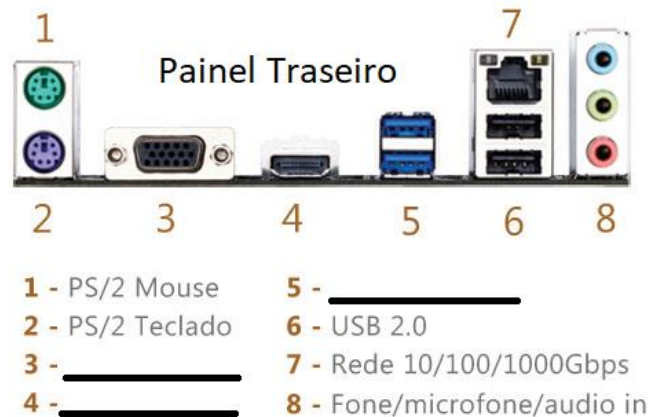 1
7
Painel Traseiro
2
3
4
5
6
8
1 - PS/2 Mouse
2 - PS/2 Teclado
3 -
4 -
5 -
6 - USB 2.0
7 - Rede 10/100/1000Gbps
8 - Fone/microfone/audio in